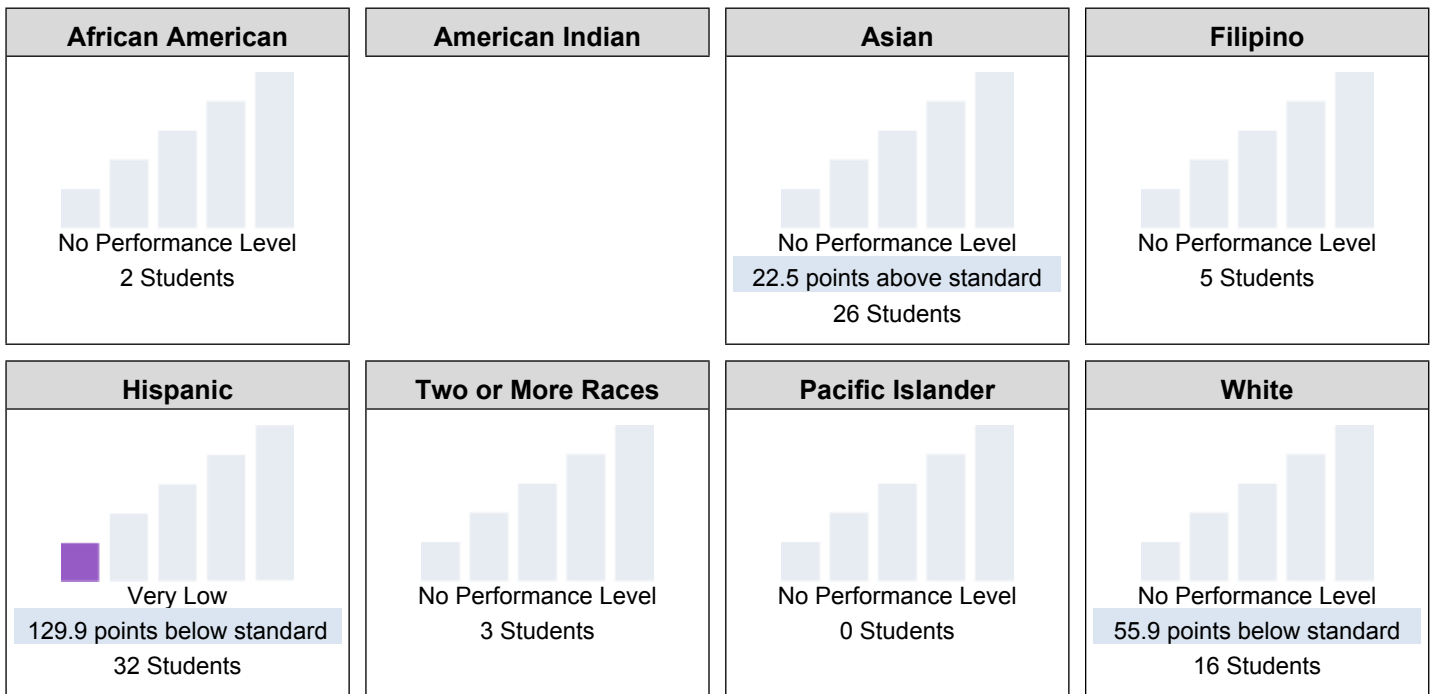 African American
No Performance Level
2 Students
American Indian
Asian
No Performance Level
22.5 points above standard
26 Students
Filipino
No Performance Level
5 Students
Hispanic
Very Low
129.9 points below standard
32 Students
Two or More Races
No Performance Level
3 Students
Pacific Islander
No Performance Level
0 Students
White
No Performance Level
55.9 points below standard
16 Students